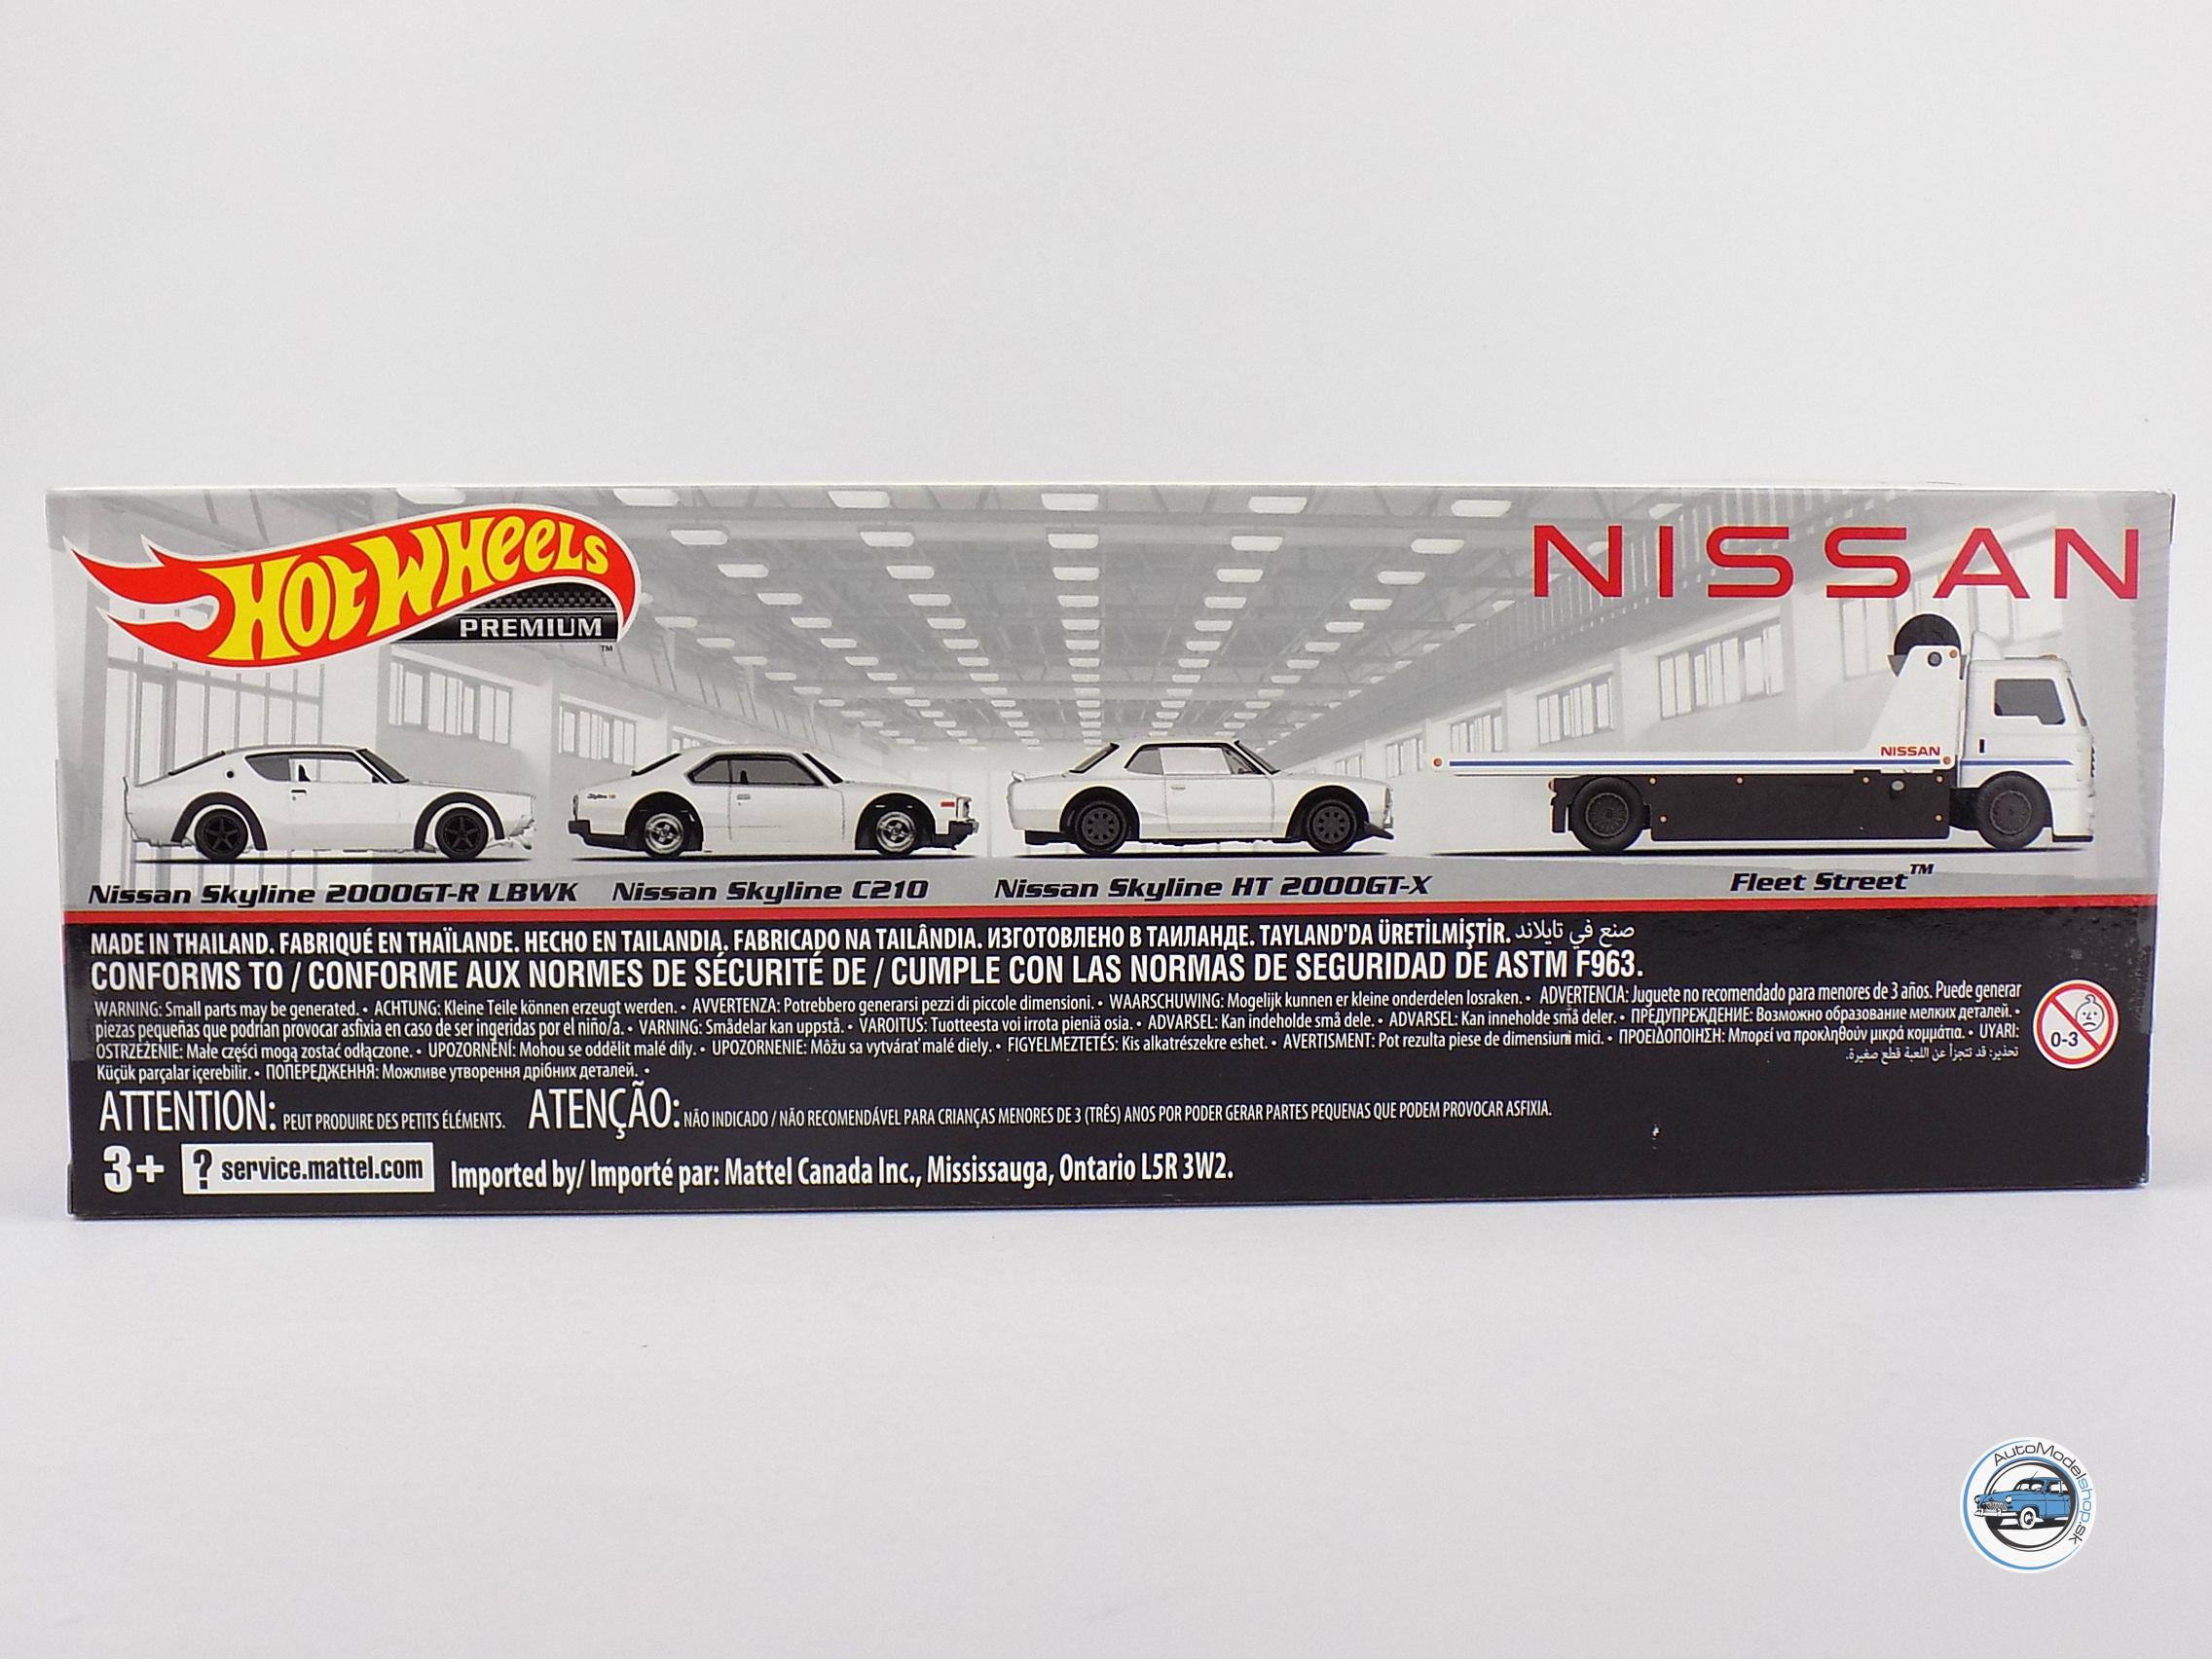 HOT WHEELS
PREMIUM
TM
NISSAN
NISSAN
Nissan Skyline 2000GT-R LBWK
Nissan Skyline C210
Nissan Skyline HT 2000GT-X
Fleet Street™
MADE IN THAILAND. FABRIQUÉ EN THAÏLANDE. HECHO EN TAILANDIA. FABRICADO NA TAILÂNDIA. ИЗГОТОВЛЕНО В ТАИЛАНДЕ. TAYLAND'DA ÜRETİLMİŞTİR. صنع في تايلاند
CONFORMS TO / CONFORME AUX NORMES DE SÉCURITÉ DE / CUMPLE CON LAS NORMAS DE SEGURIDAD DE ASTM F963.
WARNING: Small parts may be generated. • ACHTUNG: Kleine Teile können erzeugt werden. • AVVERTENZA: Potrebbero generarsi pezzi di piccole dimensioni. • WAARSCHUWING: Mogelijk kunnen er kleine onderdelen losraken. • ADVERTENCIA: Juguete no recomendado para menores de 3 años. Puede generar
piezas pequeñas que podrían provocar asfixia en caso de ser ingeridas por el niño/a. • VARNING: Smådelar kan uppstå. • VAROITUS: Tuotteesta voi irrota pieniä osia. • ADVARSEL: Kan indeholde små dele. • ADVARSEL: Kan inneholde små deler. • ПРЕДУПРЕЖДЕНИЕ: Возможно образование мелких деталей. •
OSTRZEŻENIE: Małe części mogą zostać odłączone. • UPOZORNĚNÍ: Mohou se oddělit malé díly. • UPOZORNENIE: Môžu sa vytvárať malé diely. • FIGYELMEZTETÉS: Kis alkatrészekre eshet. • AVERTISMENT: Pot rezulta piese de dimensiuni mici. • ΠΡΟΕΙΔΟΠΟΙΗΣΗ: Μπορεί να προκληθούν μικρά κομμάτια. • UYARI:
Küçük parçalar içerebilir. • ПОПЕРЕДЖЕННЯ: Можливе утворення дрібних деталей. •
تحذير: قد تتجزأ عن اللعبة قطع صغيرة.
0-3
ATTENTION: PEUT PRODUIRE DES PETITS ÉLÉMENTS. ATENÇÃO: NÃO INDICADO / NÃO RECOMENDÁVEL PARA CRIANÇAS MENORES DE 3 (TRÊS) ANOS POR PODER GERAR PARTES PEQUENAS QUE PODEM PROVOCAR ASFIXIA.
3+ ? service.mattel.com Imported by/ Importé par: Mattel Canada Inc., Mississauga, Ontario L5R 3W2.
AutoModelshop.sk